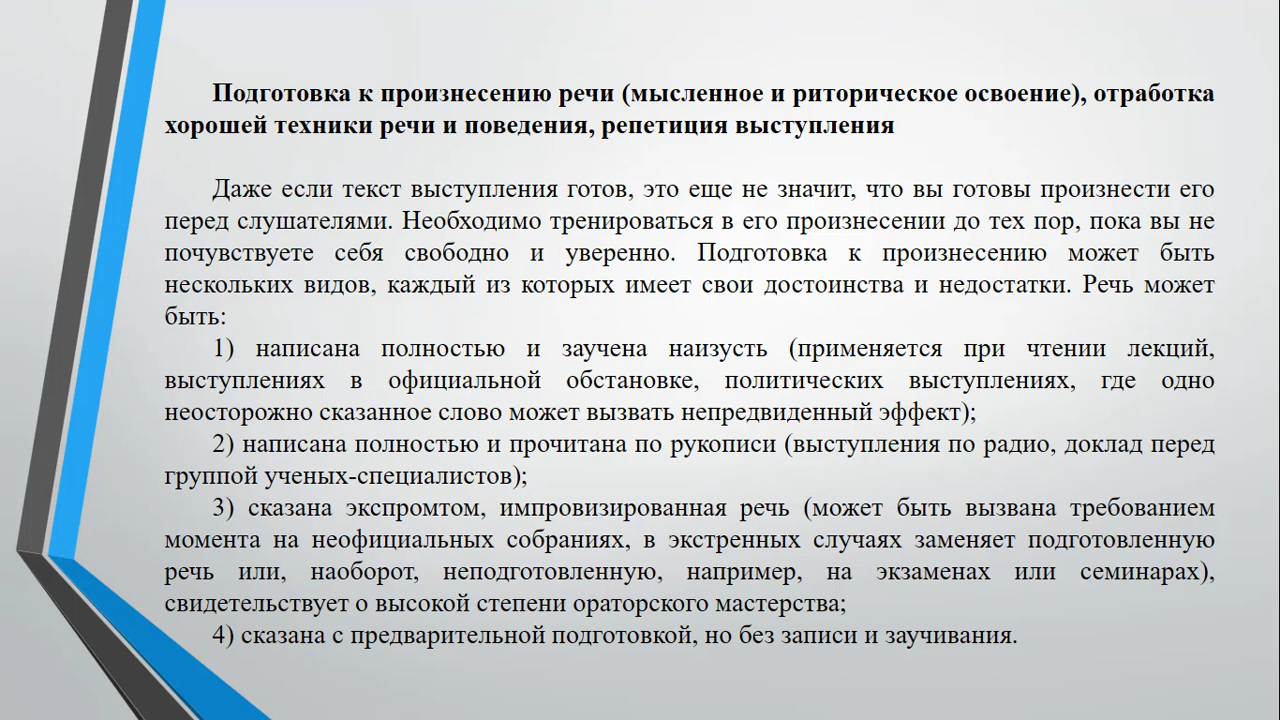 Подготовка к произнесению речи (мысленное и риторическое освоение), отработка
хорошей техники речи и поведения, репетиция выступления
Даже если текст выступления готов, это еще не значит, что вы готовы произнести его
перед слушателями. Необходимо тренироваться в его произнесении до тех пор, пока вы не
почувствуете себя свободно и уверенно. Подготовка к произнесению может быть
нескольких видов, каждый из которых имеет свои достоинства и недостатки. Речь может
быть:
1) написана полностью и заучена наизусть (применяется при чтении лекций,
выступлениях в официальной обстановке, политических выступлениях, где одно
неосторожно сказанное слово может вызвать непредвиденный эффект);
2) написана полностью и прочитана по рукописи (выступления по радио, доклад перед
группой ученых-специалистов);
3) сказана экспромтом, импровизированная речь (может быть вызвана требованием
момента на неофициальных собраниях, в экстренных случаях заменяет подготовленную
речь или, наоборот, неподготовленную, например, на экзаменах или семинарах),
свидетельствует о высокой степени ораторского мастерства;
4) сказана с предварительной подготовкой, но без записи и заучивания.